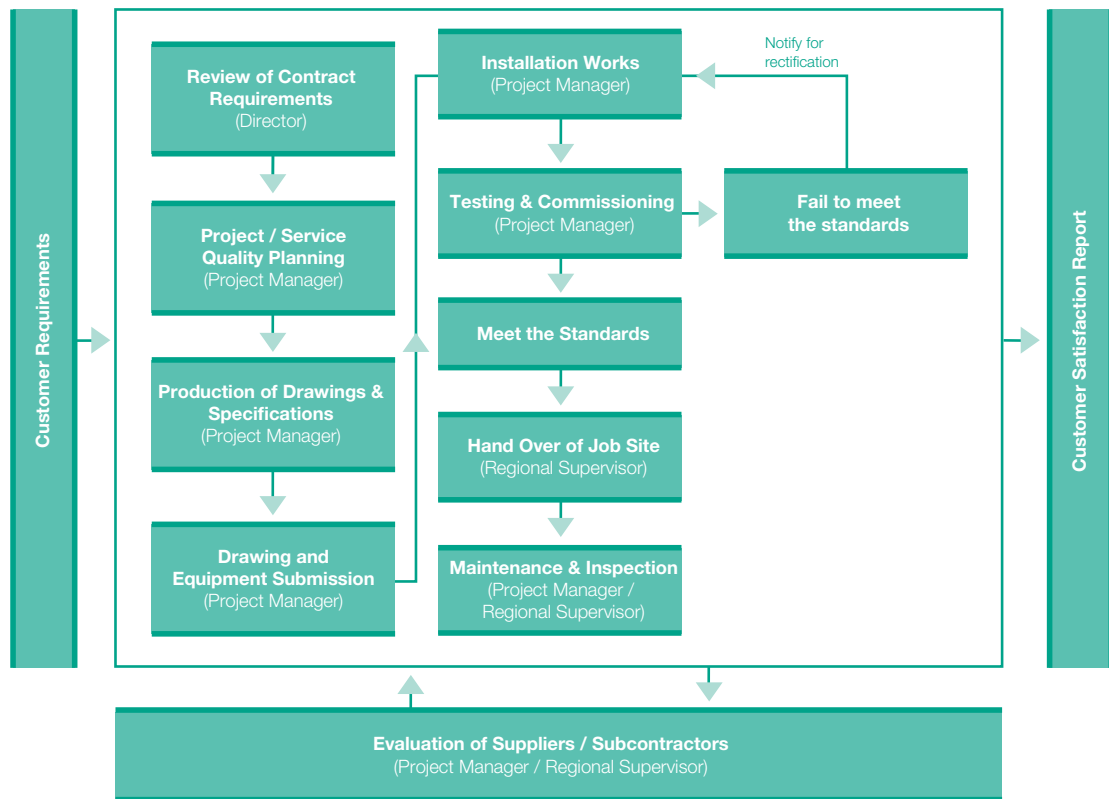 Customer Requirements
Review of Contract
Requirements
(Director)
Project / Service
Quality Planning
(Project Manager)
Production of Drawings &
Specifications
(Project Manager)
Drawing and
Equipment Submission
(Project Manager)
Installation Works
(Project Manager)
Notify for
rectification
Testing & Commissioning
(Project Manager)
Fail to meet
the standards
Meet the Standards
Hand Over of Job Site
(Regional Supervisor)
Maintenance & Inspection
(Project Manager /
Regional Supervisor)
Customer Satisfaction Report
Evaluation of Suppliers / Subcontractors
(Project Manager / Regional Supervisor)